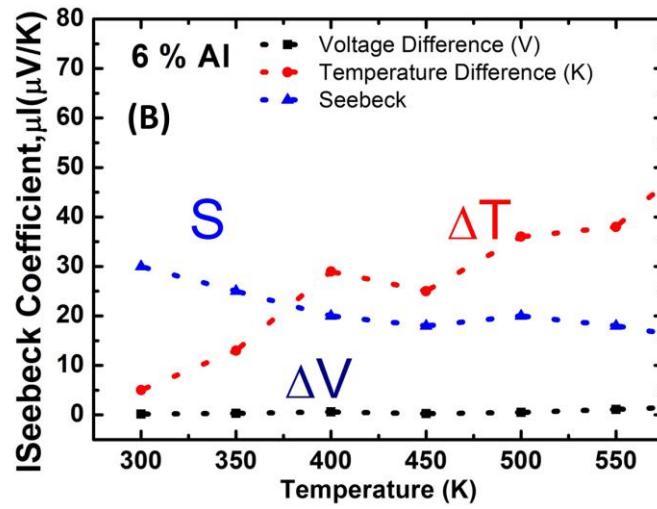 80
70
60
50
40
30
20
10
0
ISeebeck Coefficient,μI(μV/K)
6 % Al
(B)
Voltage Difference (V)
Temperature Difference (K)
Seebeck
S
ΔT
ΔV
300 350 400 450 500 550
Temperature (K)